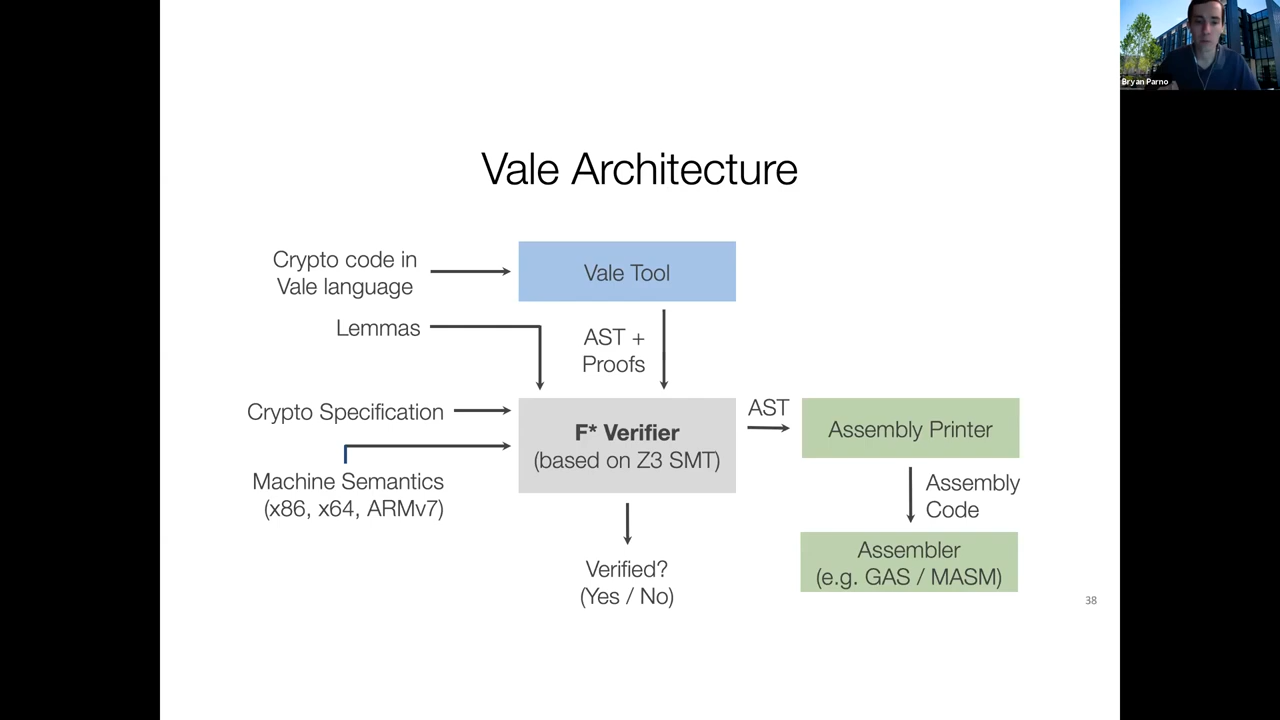 Bryan Parno
Vale Architecture
Crypto code in
Vale language
Vale Tool
Lemmas
AST +
Proofs
Crypto Specification
F* Verifier
(based on Z3 SMT)
AST
Assembly Printer
Machine Semantics
(x86, x64, ARMv7)
Assembly
Code
Assembler
(e.g. GAS / MASM)
Verified?
(Yes / No)
38